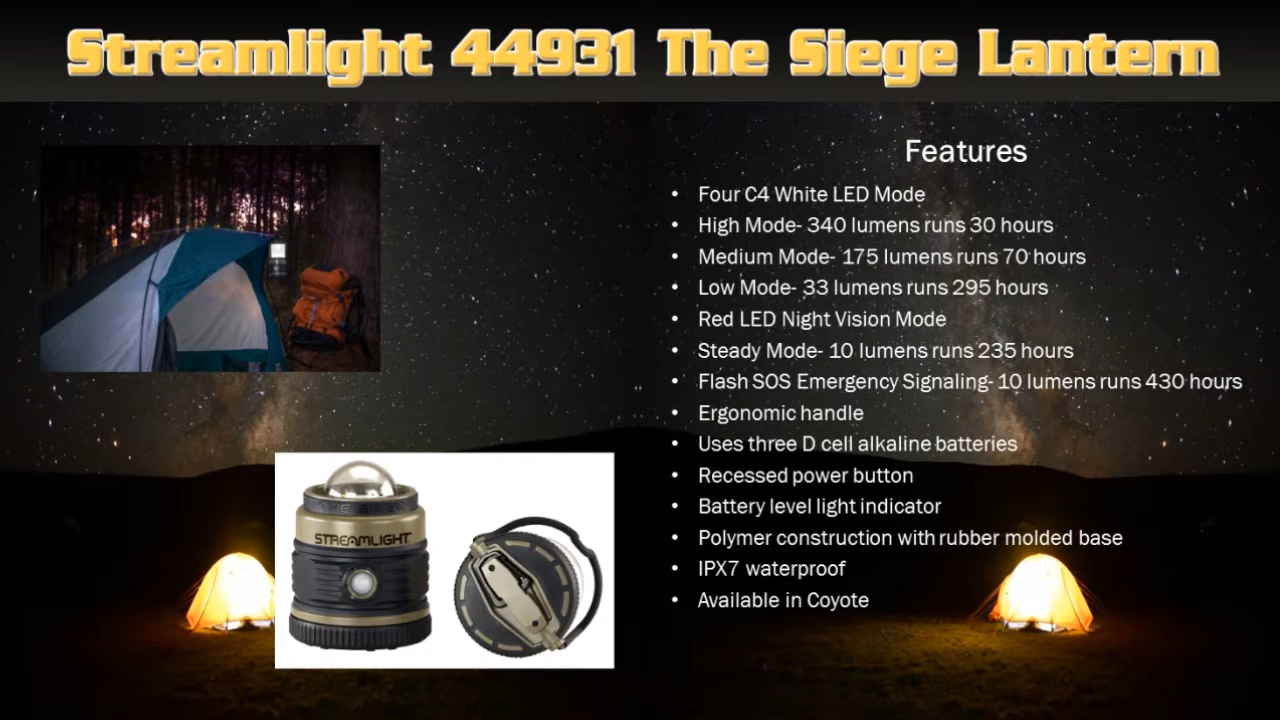 Streamlight 44931 The Siege Lantern
Features
• Four C4 White LED Mode
• High Mode- 340 lumens runs 30 hours
• Medium Mode- 175 lumens runs 70 hours
• Low Mode- 33 lumens runs 295 hours
• Red LED Night Vision Mode
• Steady Mode- 10 lumens runs 235 hours
• Flash SOS Emergency Signaling- 10 lumens runs 430 hours
• Ergonomic handle
• Uses three D cell alkaline batteries
• Recessed power button
• Battery level light indicator
• Polymer construction with rubber molded base
• IPX7 waterproof
• Available in Coyote
STREAMLIGHT